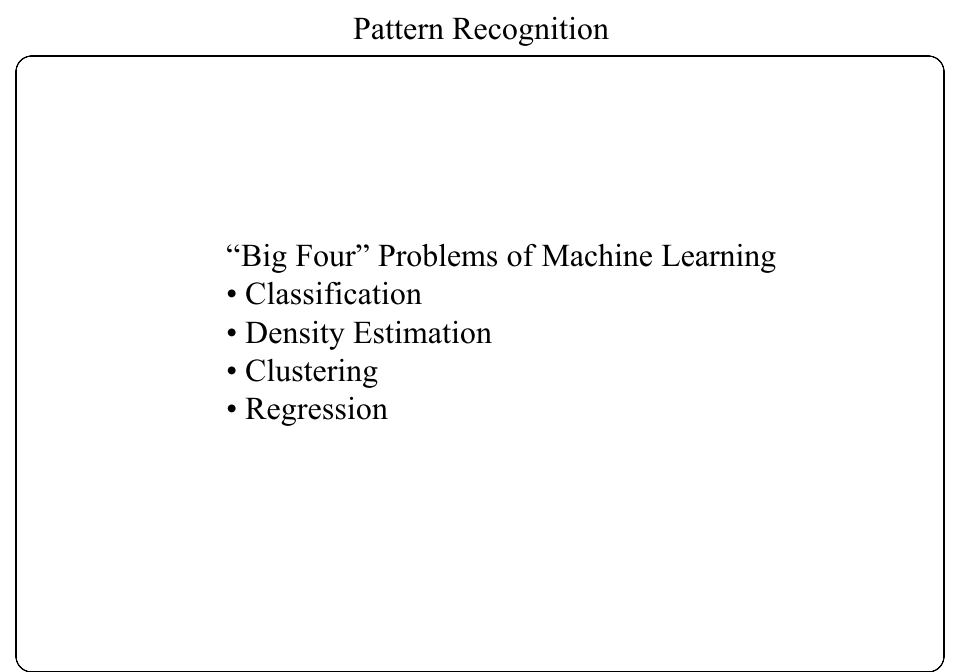 Pattern Recognition
“Big Four” Problems of Machine Learning
• Classification
• Density Estimation
• Clustering
• Regression